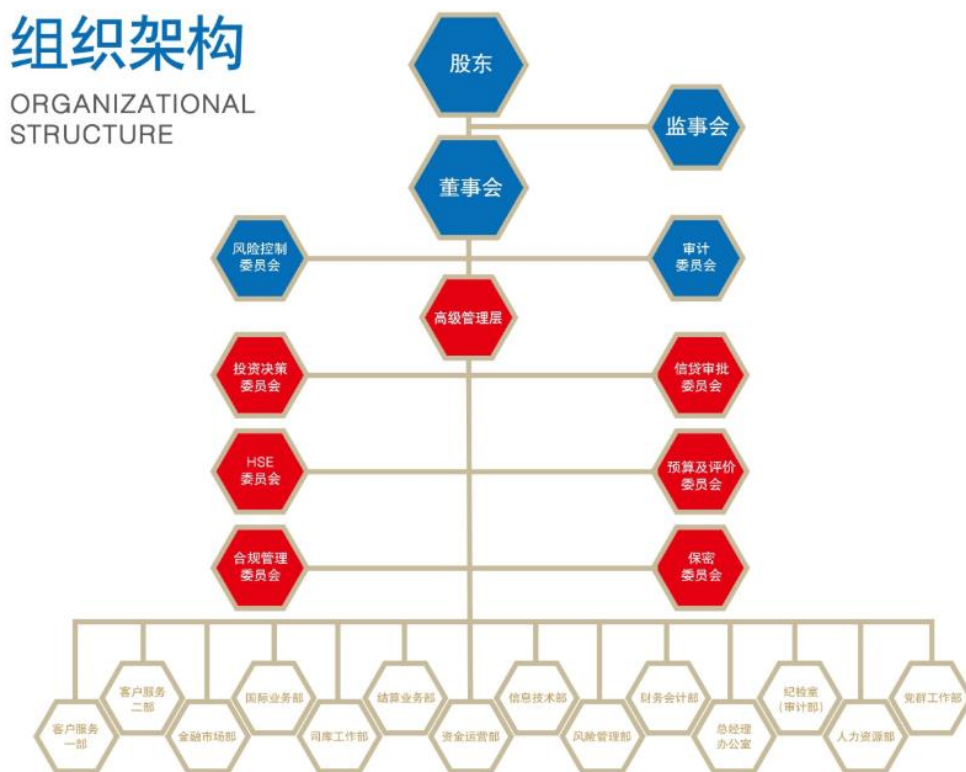 组织架构
ORGANIZATIONAL
STRUCTURE
股东
监事会
董事会
风险控制
委员会
审计
委员会
高级管理层
投资决策
委员会
信贷审批
委员会
HSE
委员会
预算及评价
委员会
合规管理
委员会
保密
委员会
客户服务
一部
客户服务
二部
金融市场部
国际业务部
司库工作部
结算业务部
资金运营部
信息技术部
风险管理部
财务会计部
总经理
办公室
纪检室
(审计部)
人力资源部
党群工作部